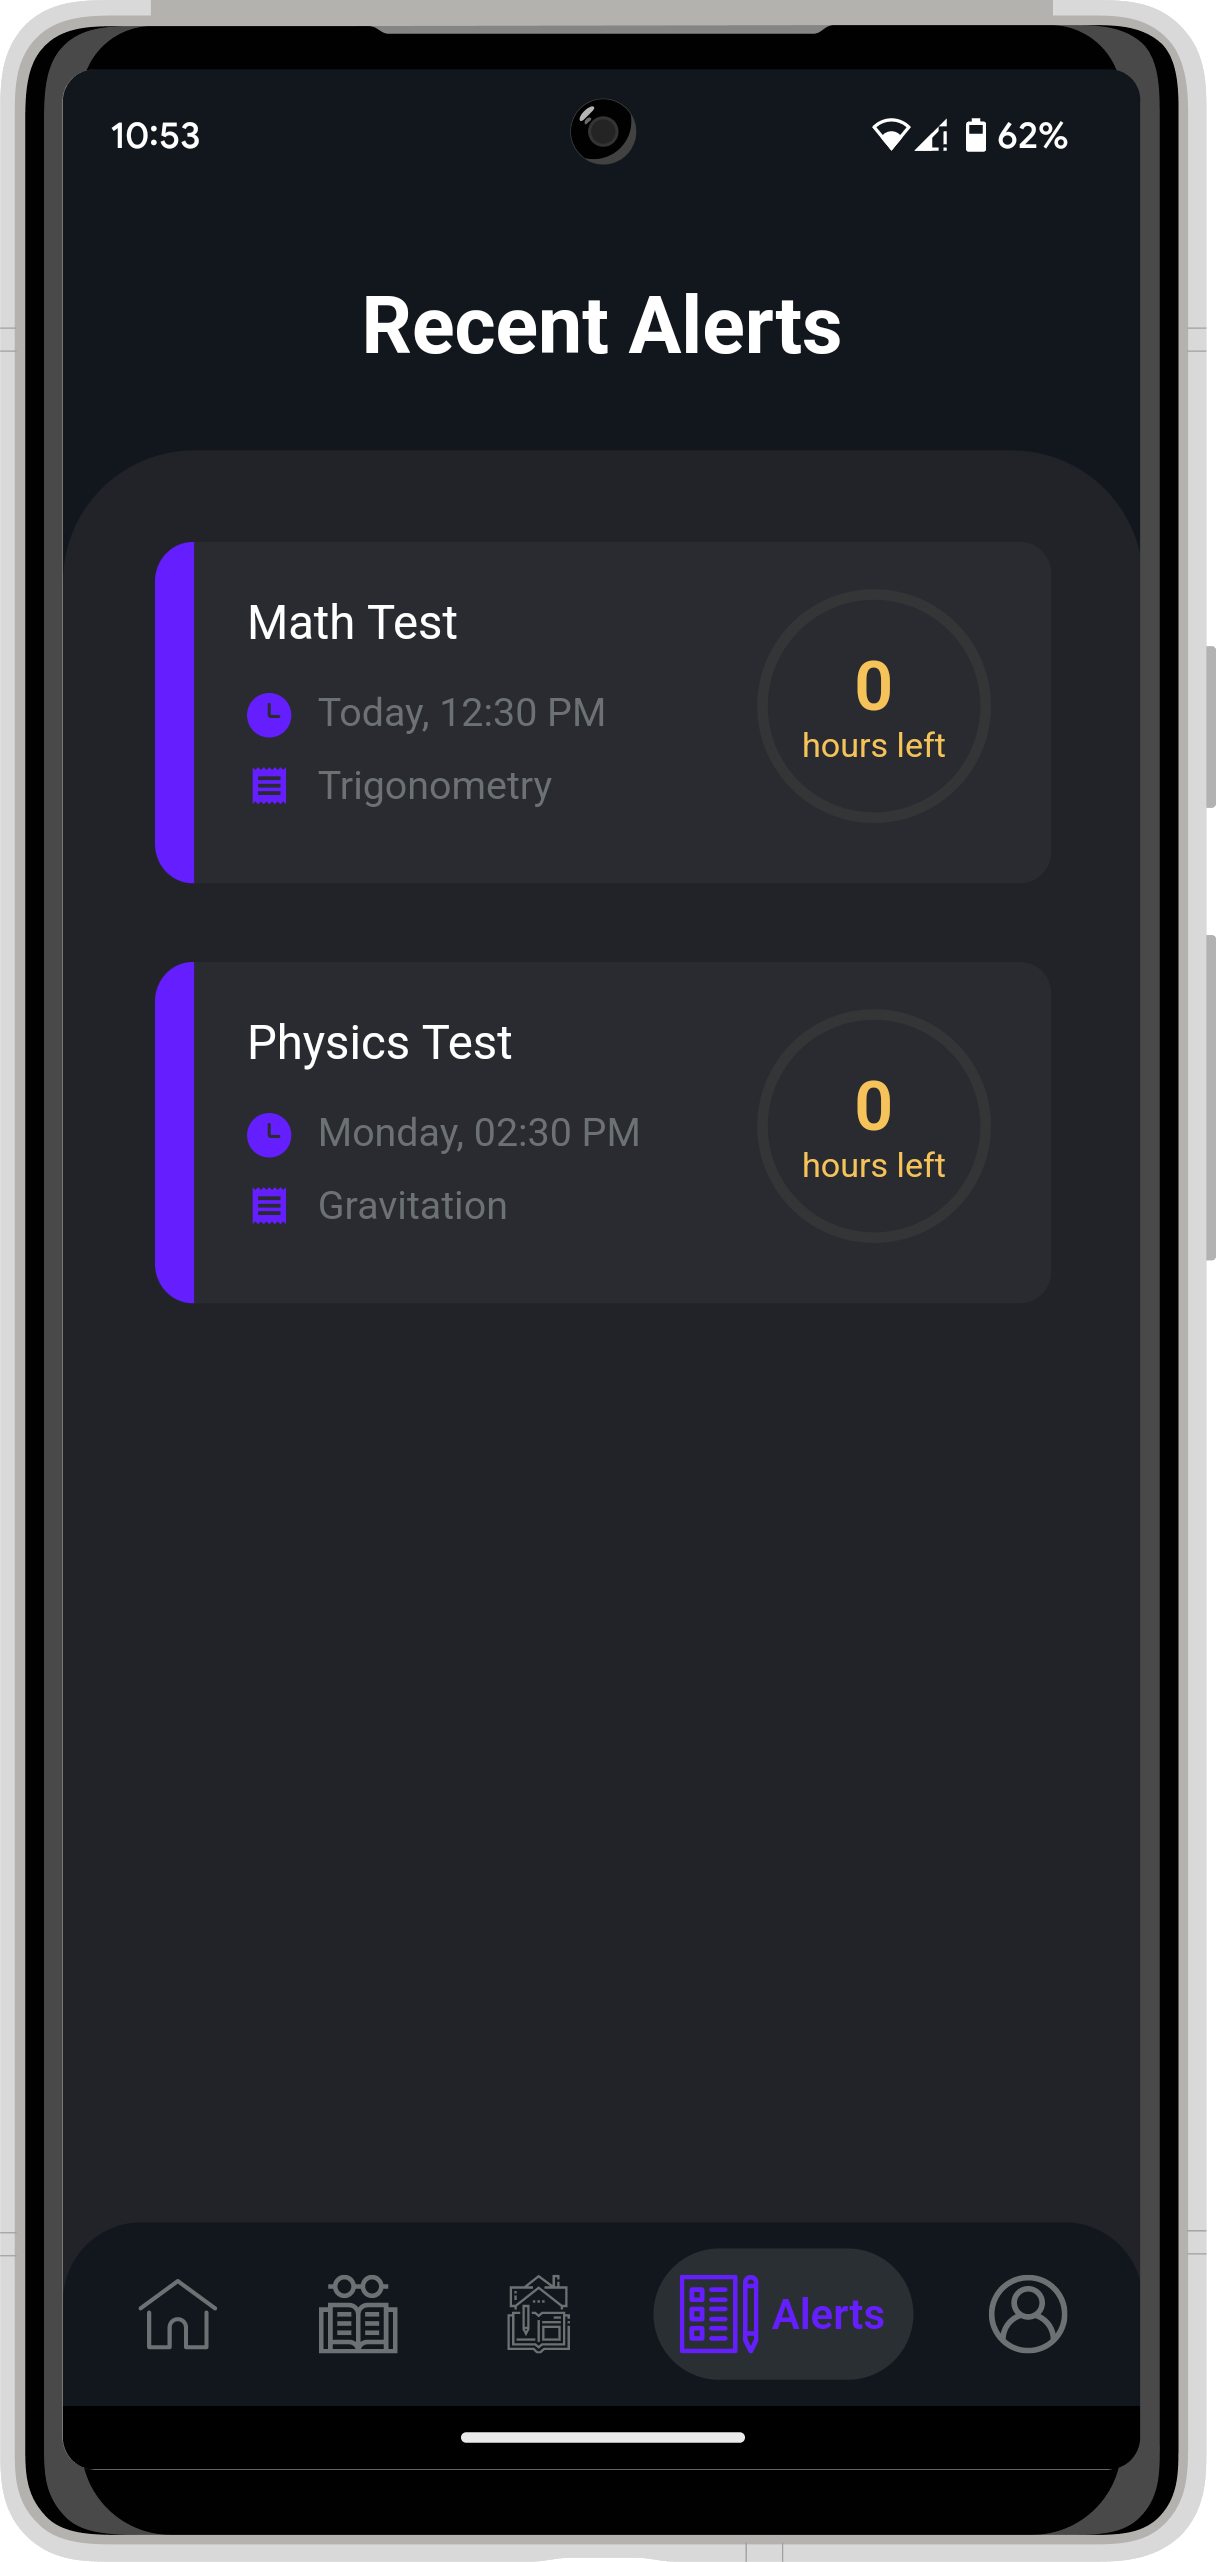 10:53
62%
Recent Alerts
Math Test
Today, 12:30 PM
Trigonometry
0
hours left
Physics Test
Monday, 02:30 PM
Gravitation
0
hours left
Alerts